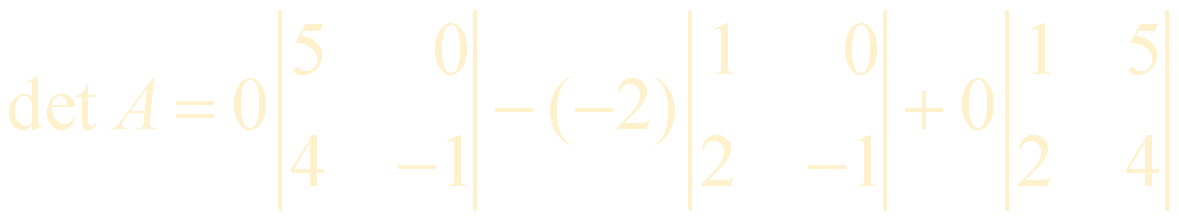 det A = 0 |5 0; 4 −1| − (−2) |1 0; 2 −1| + 0 |1 5; 2 4|